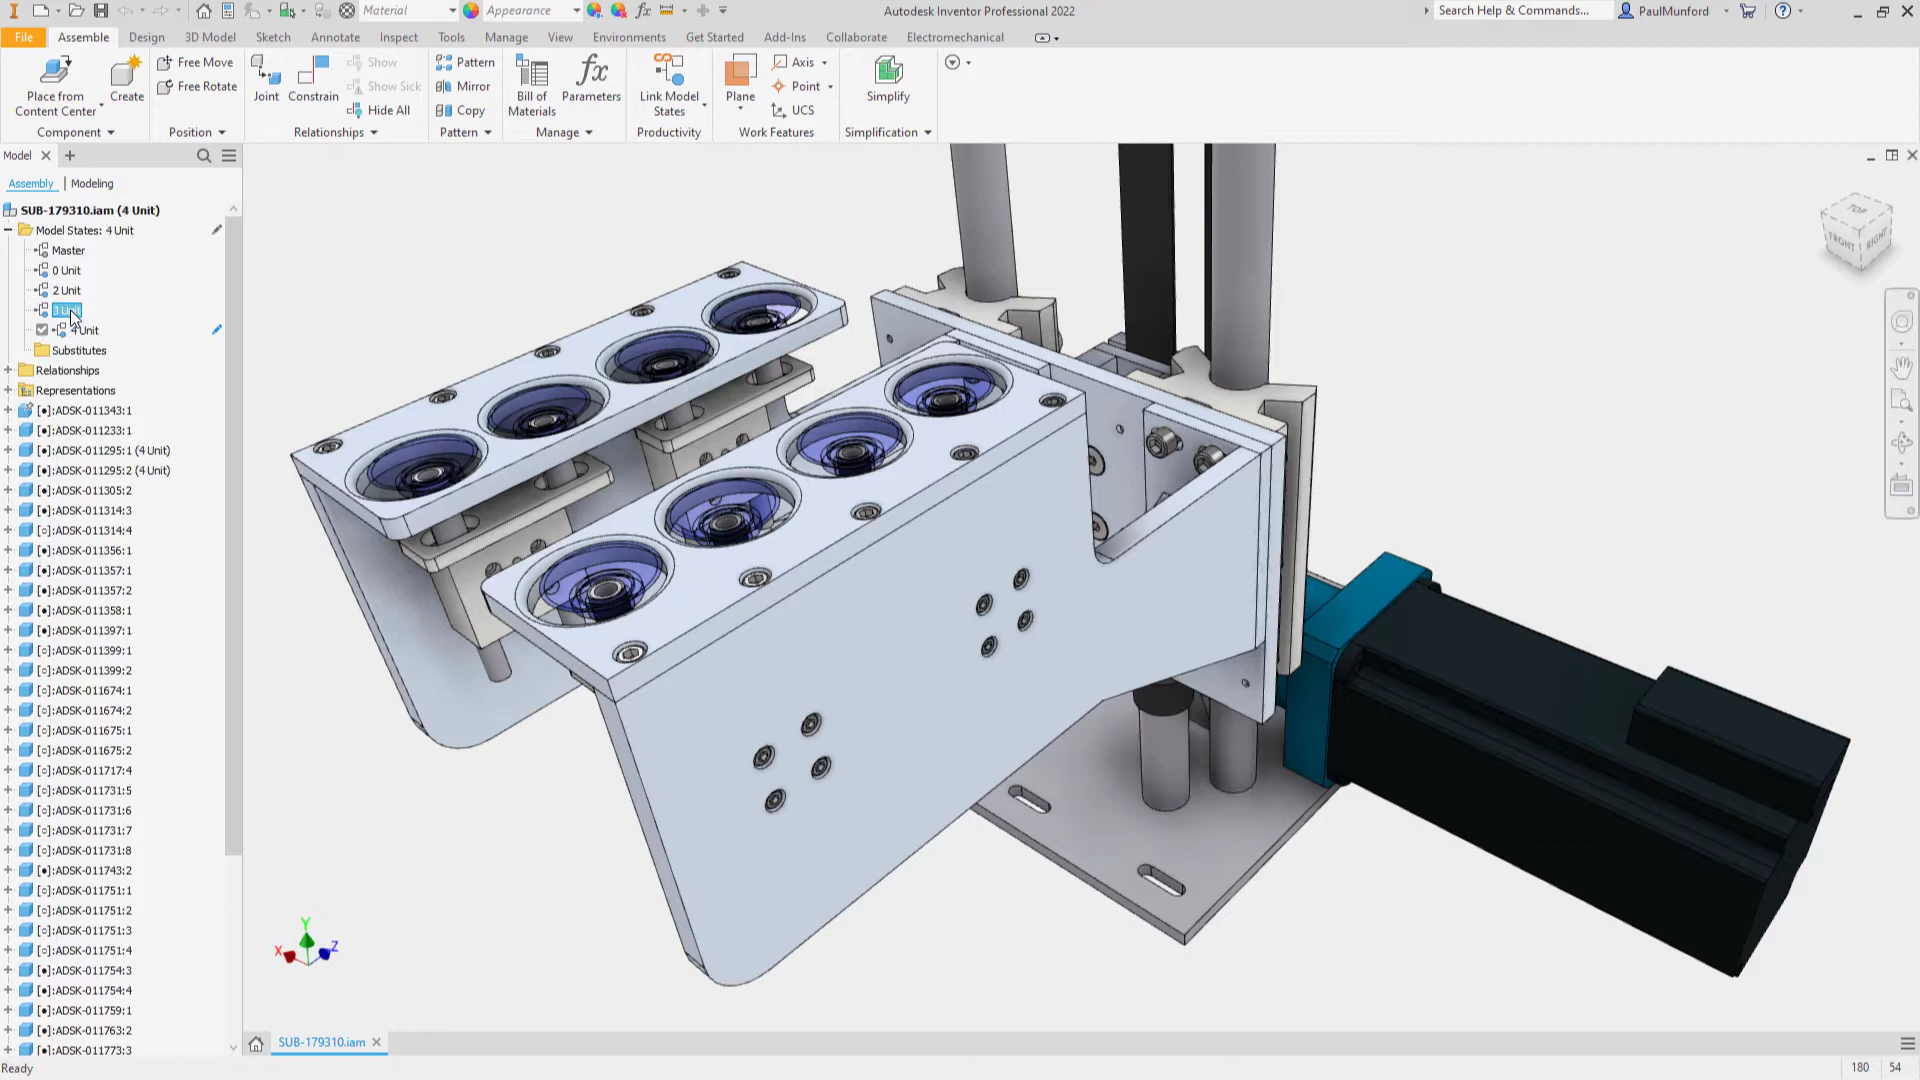 Material
Appearance
fx
Autodesk Inventor Professional 2022
Search Help & Commands...
PaulMunford
File
Assemble
Design
3D Model
Sketch
Annotate
Inspect
Tools
Manage
View
Environments
Get Started
Add-Ins
Collaborate
Electromechanical
Place from
Content Center
Create
Free Move
Free Rotate
Joint
Constrain
Show
Show Sick
Hide All
Pattern
Mirror
Copy
Bill of
Materials
fx
Parameters
Link Model
States
Plane
Axis
Point
UCS
Simplify
Component
Position
Relationships
Pattern
Manage
Productivity
Work Features
Simplification
Model
Assembly | Modeling
SUB-179310.iam (4 Unit)
Model States: 4 Unit
Master
0 Unit
2 Unit
3 Unit
4 Unit
Substitutes
Relationships
Representations
[●]:ADSK-011343:1
[●]:ADSK-011233:1
[●]:ADSK-011295:1 (4 Unit)
[●]:ADSK-011295:2 (4 Unit)
[●]:ADSK-011305:2
[●]:ADSK-011314:3
[○]:ADSK-011314:4
[●]:ADSK-011356:1
[●]:ADSK-011357:1
[●]:ADSK-011357:2
[●]:ADSK-011358:1
[●]:ADSK-011397:1
[○]:ADSK-011399:1
[○]:ADSK-011399:2
[○]:ADSK-011674:1
[○]:ADSK-011674:2
[○]:ADSK-011675:1
[○]:ADSK-011675:2
[○]:ADSK-011717:4
[○]:ADSK-011731:5
[○]:ADSK-011731:6
[○]:ADSK-011731:7
[○]:ADSK-011731:8
[●]:ADSK-011743:2
[○]:ADSK-011751:1
[○]:ADSK-011751:2
[○]:ADSK-011751:3
[○]:ADSK-011751:4
[●]:ADSK-011754:3
[●]:ADSK-011754:4
[●]:ADSK-011759:1
[●]:ADSK-011763:2
[●]:ADSK-011773:3
TOP
FRONT
RIGHT
Y
X
Z
SUB-179310.iam
Ready
180
54